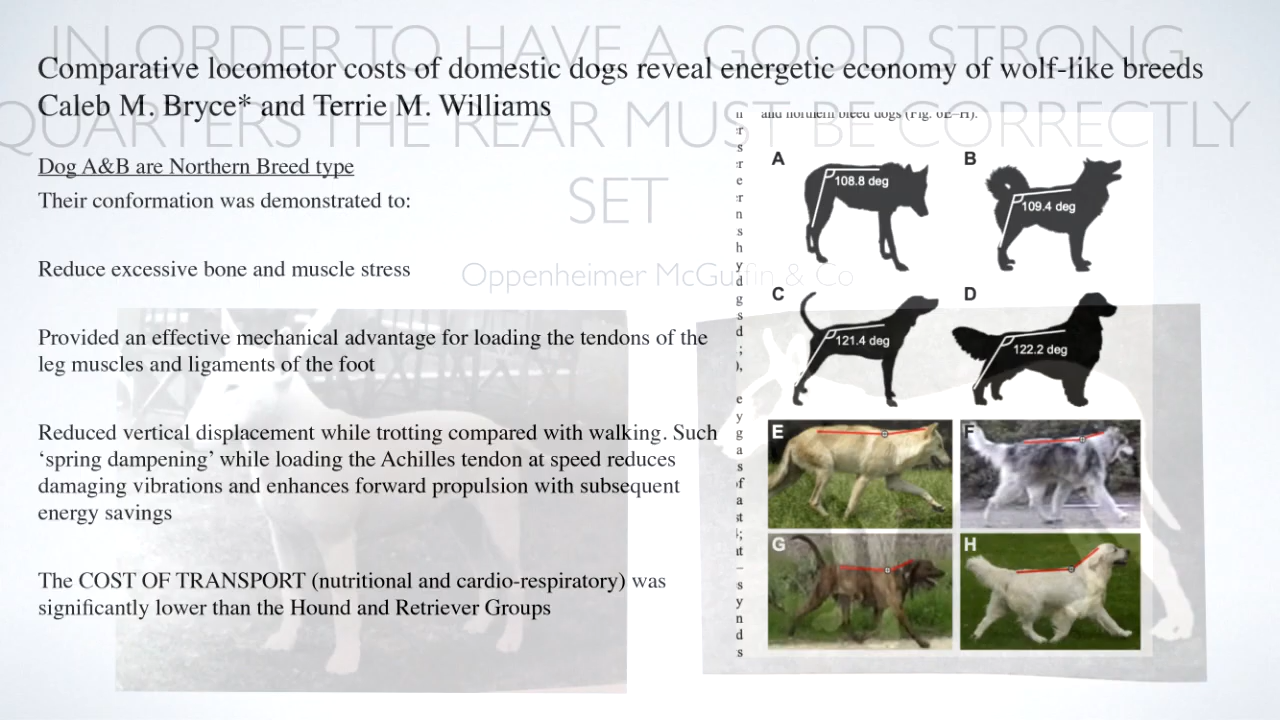 IN ORDER TO HAVE A GOOD STRONG
QUARTERS THE REAR MUST BE CORRECTLY
SET
Oppenheimer McGuffin & Co
Comparative locomotor costs of domestic dogs reveal energetic economy of wolf-like breeds
Caleb M. Bryce* and Terrie M. Williams
Dog A&B are Northern Breed type
Their conformation was demonstrated to:
Reduce excessive bone and muscle stress
Provided an effective mechanical advantage for loading the tendons of the
leg muscles and ligaments of the foot
Reduced vertical displacement while trotting compared with walking. Such
‘spring dampening’ while loading the Achilles tendon at speed reduces
damaging vibrations and enhances forward propulsion with subsequent
energy savings
The COST OF TRANSPORT (nutritional and cardio-respiratory) was
significantly lower than the Hound and Retriever Groups
and northern breed dogs (Fig. 6E–H).
A
108.8 deg
B
109.4 deg
C
121.4 deg
D
122.2 deg
E
F
G
H